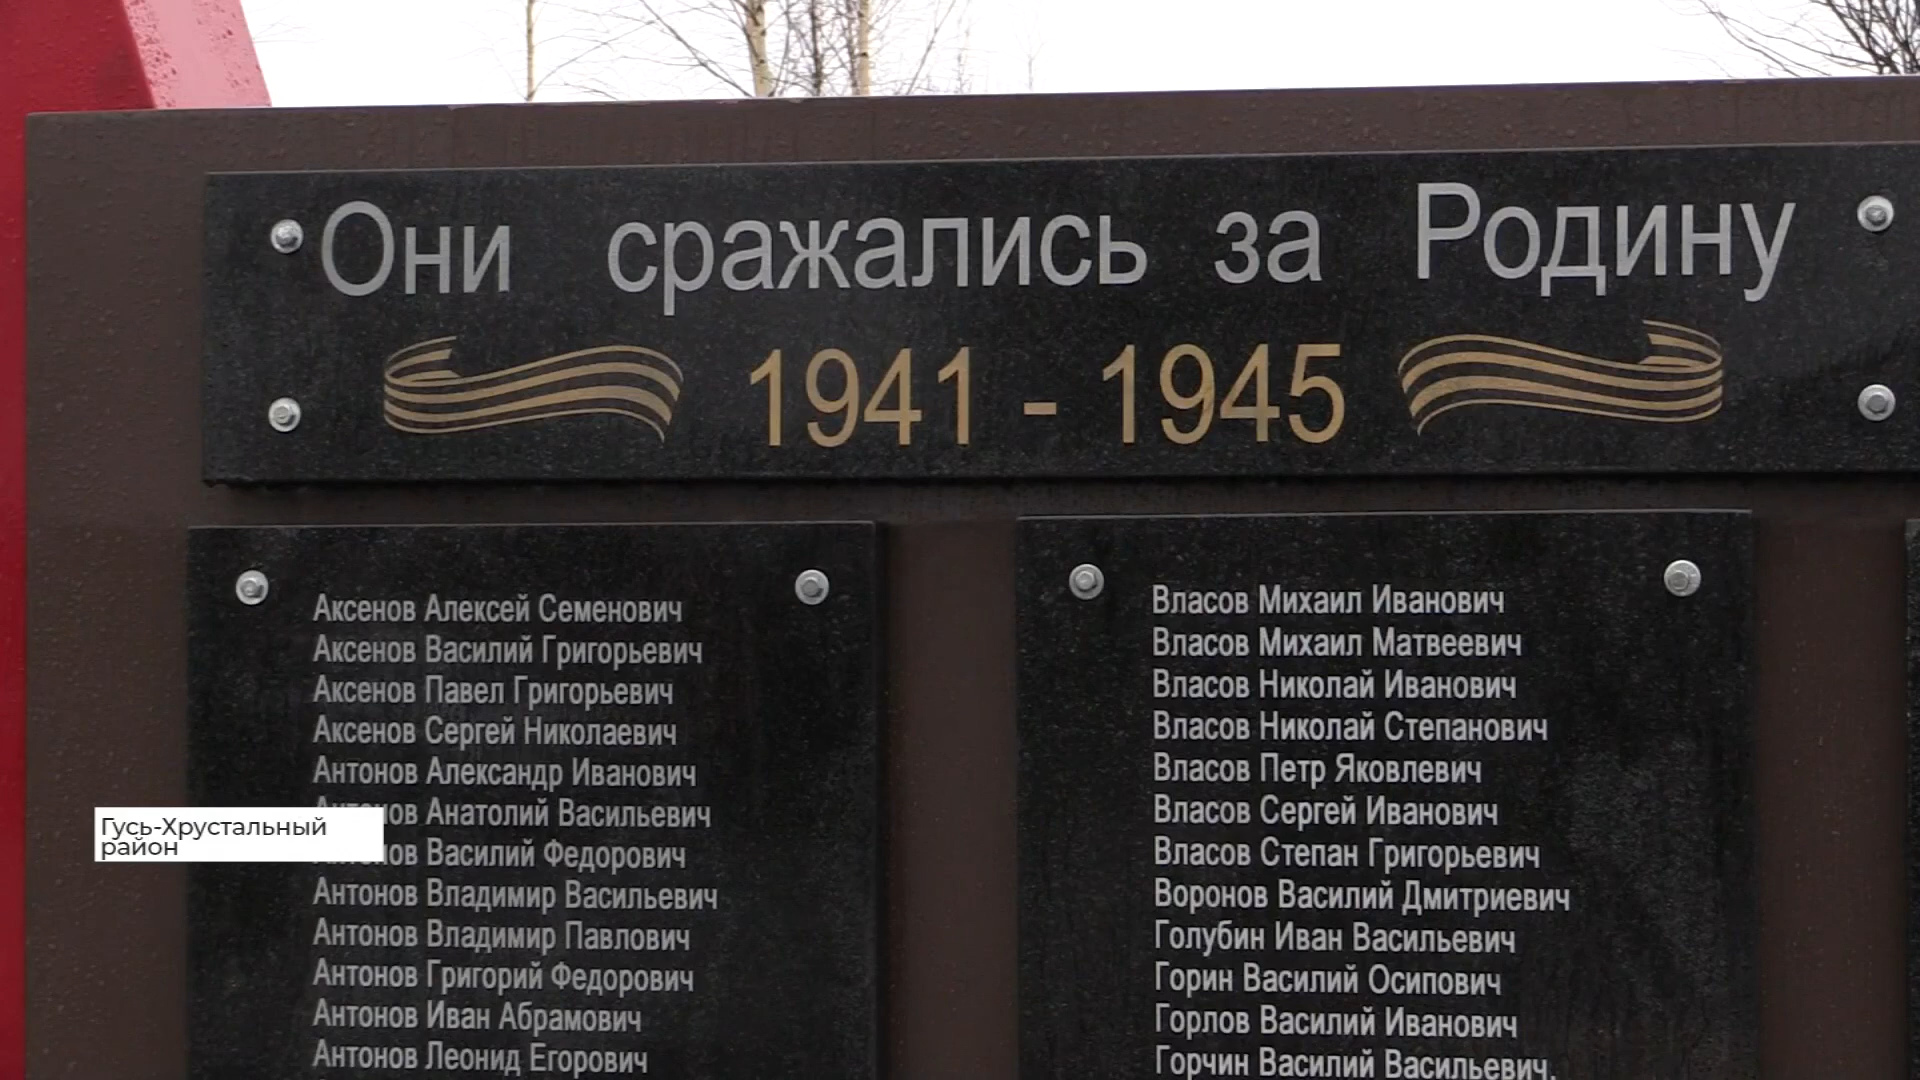 Они сражались за Родину
1941 - 1945
Аксенов Алексей Семенович
Аксенов Василий Григорьевич
Аксенов Павел Григорьевич
Аксенов Сергей Николаевич
Антонов Александр Иванович
Антонов Анатолий Васильевич
Антонов Василий Федорович
Антонов Владимир Васильевич
Антонов Владимир Павлович
Антонов Григорий Федорович
Антонов Иван Абрамович
Антонов Леонид Егорович
Власов Михаил Иванович
Власов Михаил Матвеевич
Власов Николай Иванович
Власов Николай Степанович
Власов Петр Яковлевич
Власов Сергей Иванович
Власов Степан Григорьевич
Воронов Василий Дмитриевич
Голубин Иван Васильевич
Горин Василий Осипович
Горлов Василий Иванович
Горчин Василий Васильевич.
Гусь-Хрустальный
район